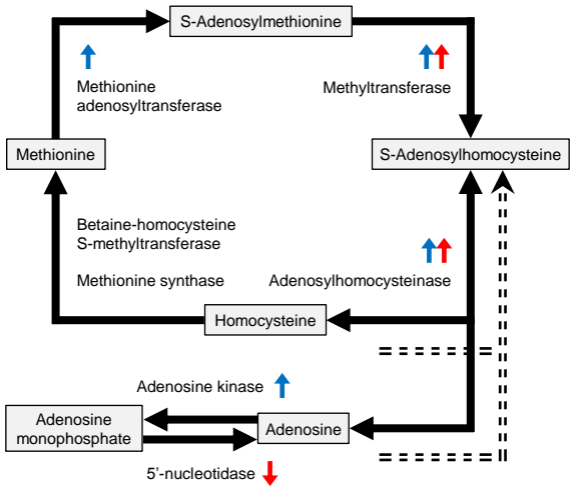 S-Adenosylmethionine
Methionine
adenosyltransferase
Methyltransferase
Methionine
S-Adenosylhomocysteine
Betaine-homocysteine
S-methyltransferase
Methionine synthase
Adenosylhomocysteinase
Homocysteine
Adenosine kinase
Adenosine
monophosphate
Adenosine
5'-nucleotidase